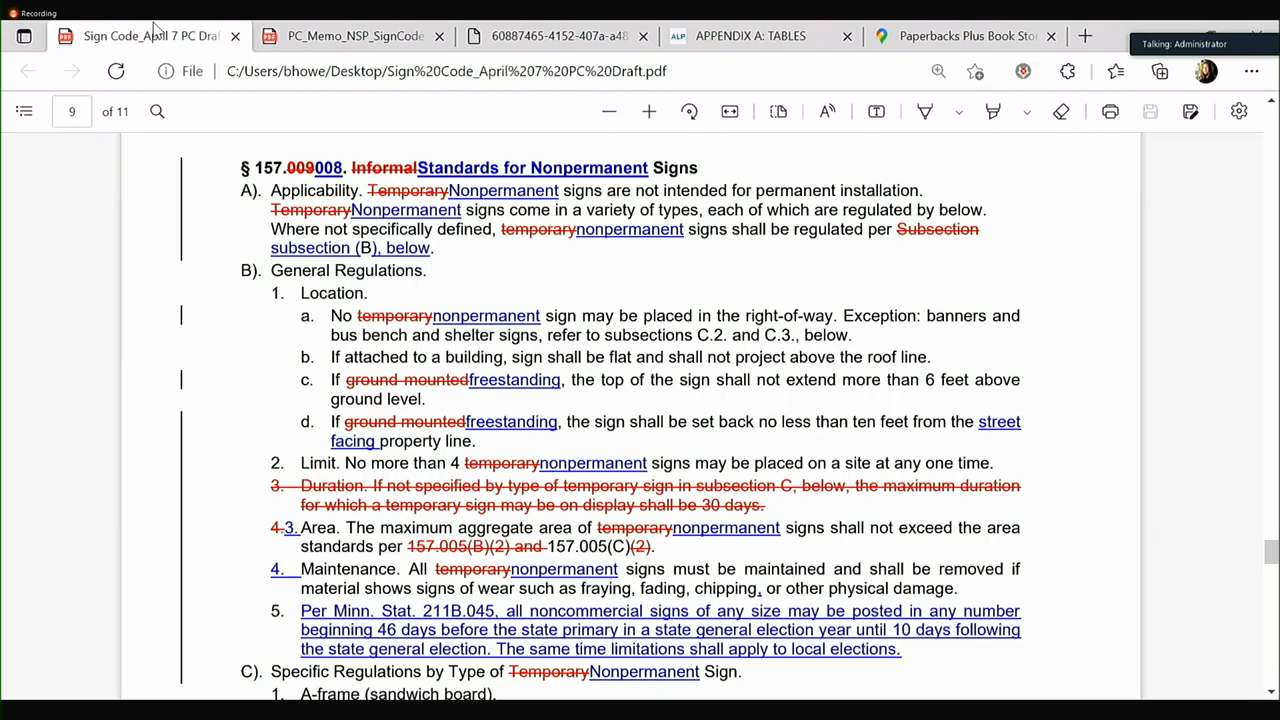 Recording
Sign Code_April 7 PC Draf
PC_Memo_NSP_SignCode
60887465-4152-407a-a48
ALP APPENDIX A: TABLES
Paperbacks Plus Book Sto
Talking: Administrator
File C:/Users/bhowe/Desktop/Sign%20Code_April%207%20PC%20Draft.pdf
9 of 11
§ 157.009008. InformalStandards for Nonpermanent Signs
A). Applicability. TemporaryNonpermanent signs are not intended for permanent installation.
TemporaryNonpermanent signs come in a variety of types, each of which are regulated by below.
Where not specifically defined, temporarynonpermanent signs shall be regulated per Subsection
subsection (B), below.
B). General Regulations.
1. Location.
a. No temporarynonpermanent sign may be placed in the right-of-way. Exception: banners and
bus bench and shelter signs, refer to subsections C.2. and C.3., below.
b. If attached to a building, sign shall be flat and shall not project above the roof line.
c. If ground mountedfreestanding, the top of the sign shall not extend more than 6 feet above
ground level.
d. If ground mountedfreestanding, the sign shall be set back no less than ten feet from the street
facing property line.
2. Limit. No more than 4 temporarynonpermanent signs may be placed on a site at any one time.
3. Duration. If not specified by type of temporary sign in subsection C, below, the maximum duration
for which a temporary sign may be on display shall be 30 days.
4.3. Area. The maximum aggregate area of temporarynonpermanent signs shall not exceed the area
standards per 157.005(B)(2) and 157.005(C)(2).
4. Maintenance. All temporarynonpermanent signs must be maintained and shall be removed if
material shows signs of wear such as fraying, fading, chipping, or other physical damage.
5. Per Minn. Stat. 211B.045, all noncommercial signs of any size may be posted in any number
beginning 46 days before the state primary in a state general election year until 10 days following
the state general election. The same time limitations shall apply to local elections.
C). Specific Regulations by Type of TemporaryNonpermanent Sign.
1. A-frame (sandwich board).